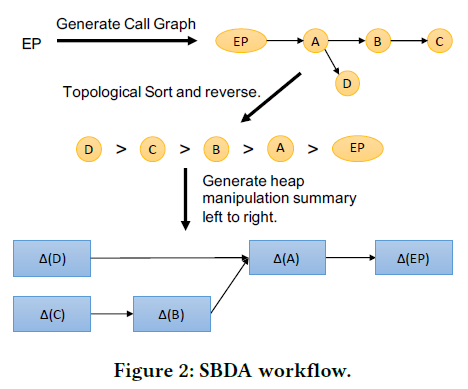 Generate Call Graph
EP
EP A B C
D
Topological Sort and reverse.
D > C > B > A > EP
Generate heap
manipulation summary
left to right.
Δ(D) Δ(A) Δ(EP)
Δ(C) Δ(B)
Figure 2: SBDA workflow.